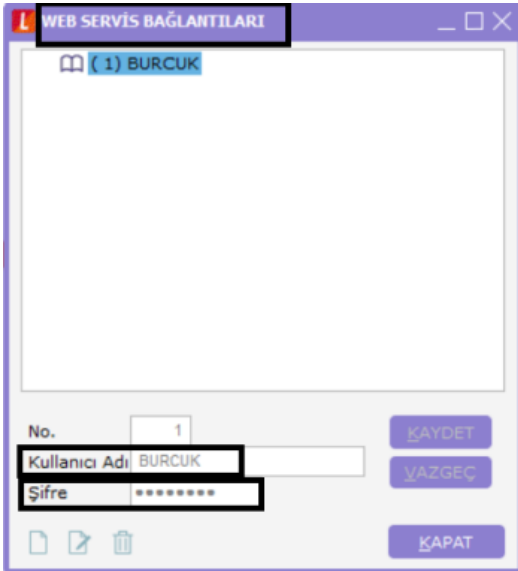 L WEB SERVİS BAĞLANTILARI
( 1) BURCUK
No. 1
KAYDET
Kullanıcı Adı BURCUK
VAZGEÇ
Şifre ••••••••
KAPAT